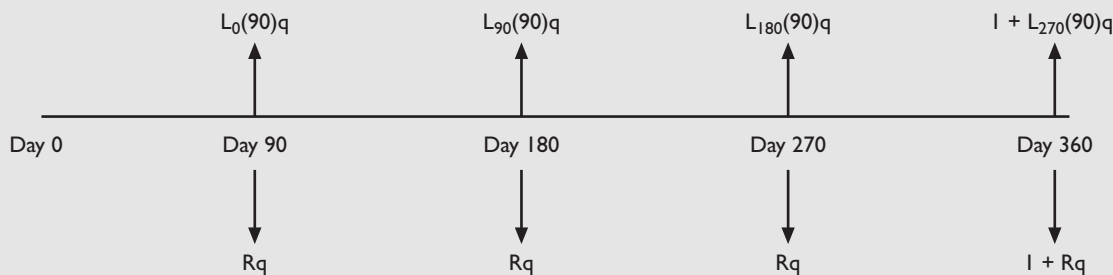 L₀(90)q L₉₀(90)q L₁₈₀(90)q 1 + L₂₇₀(90)q
Day 0 Day 90 Day 180 Day 270 Day 360
Rq Rq Rq 1 + Rq